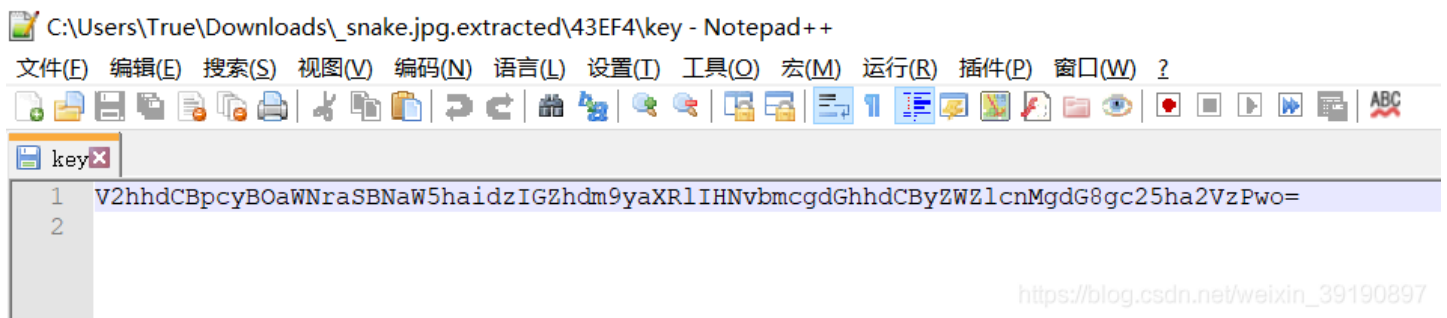 C:\Users\True\Downloads\_snake.jpg.extracted\43EF4\key - Notepad++
文件(F) 编辑(E) 搜索(S) 视图(V) 编码(N) 语言(L) 设置(T) 工具(O) 宏(M) 运行(R) 插件(P) 窗口(W) ?
ABC
key
1 V2hhdCBpcyBOaWNraSBNaW5haidzIGZhdm9yaXRlIHNvbmcgdGhhdCByZWZlcnMgdG8gc25ha2VzPwo=
2
https://blog.csdn.net/weixin_39190897